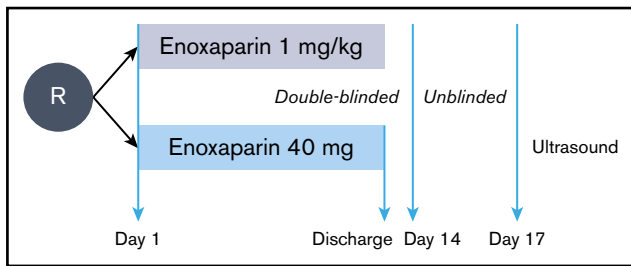 Enoxaparin 1 mg/kg
R
Double-blinded
Unblinded
Enoxaparin 40 mg
Ultrasound
Day 1
Discharge
Day 14
Day 17